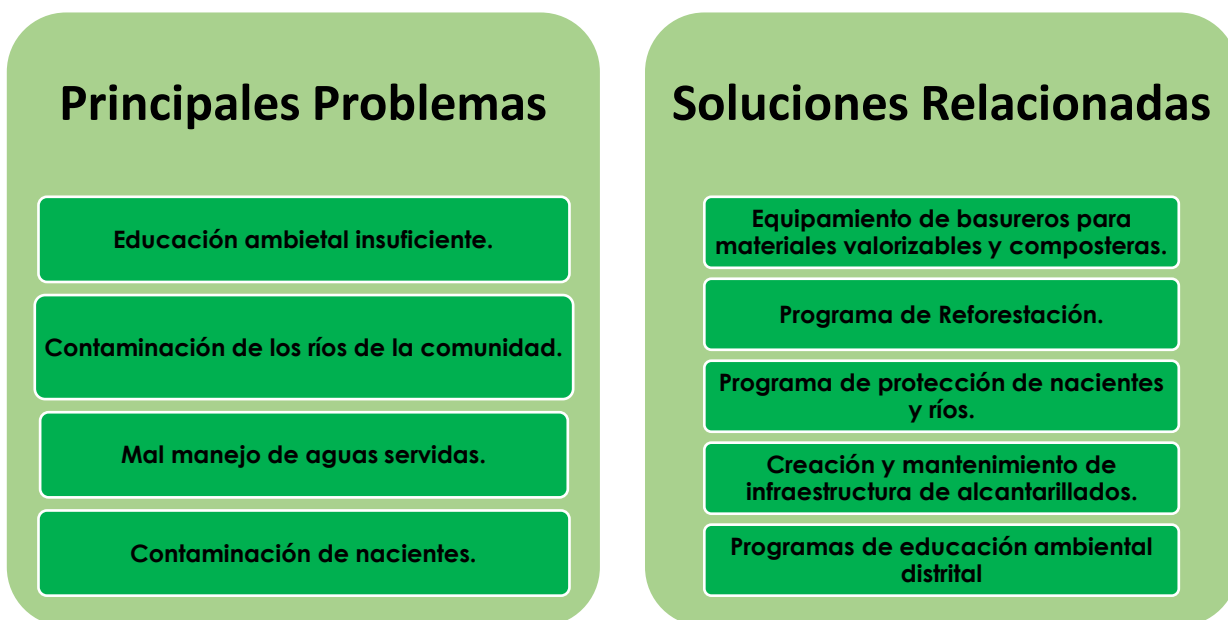 Principales Problemas
Educación ambietal insuficiente.
Contaminación de los ríos de la comunidad.
Mal manejo de aguas servidas.
Contaminación de nacientes.
Soluciones Relacionadas
Equipamiento de basureros para
materiales valorizables y composteras.
Programa de Reforestación.
Programa de protección de nacientes
y ríos.
Creación y mantenimiento de
infraestructura de alcantarillados.
Programas de educación ambiental
distrital